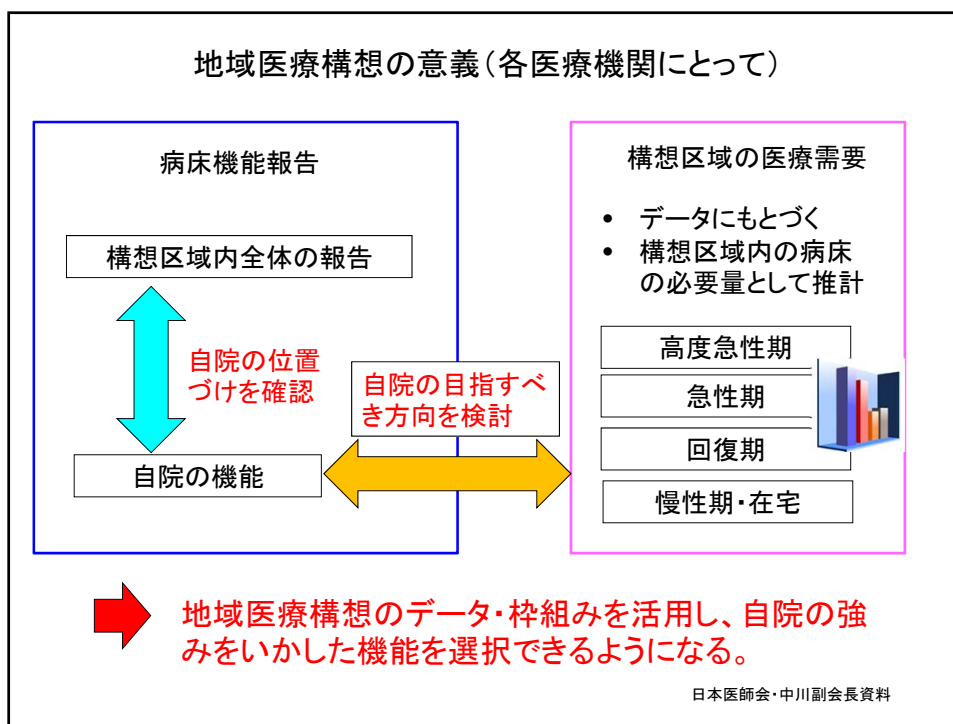 地域医療構想の意義（各医療機関にとって）
病床機能報告
構想区域内全体の報告
自院の位置
づけを確認
自院の目指すべ
き方向を検討
自院の機能
構想区域の医療需要
• データにもとづく
• 構想区域内の病床
の必要量として推計
高度急性期
急性期
回復期
慢性期・在宅
地域医療構想のデータ・枠組みを活用し、自院の強
みをいかした機能を選択できるようになる。
日本医師会・中川副会長資料